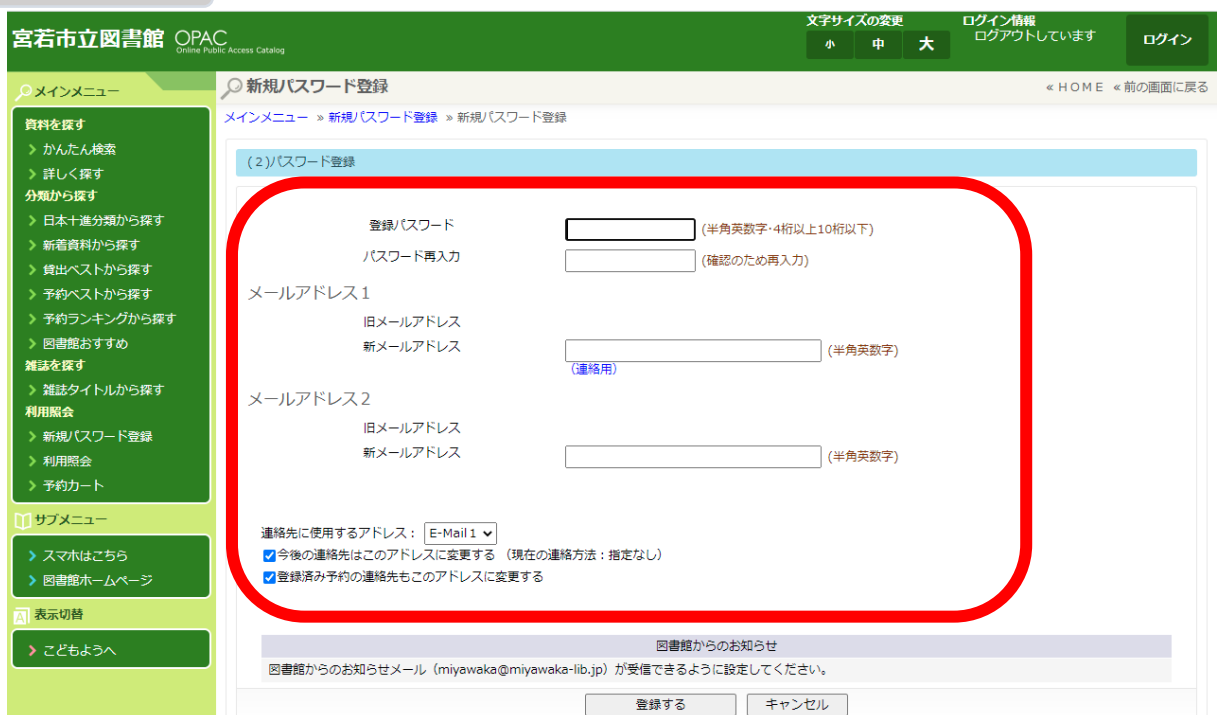 宮若市立図書館 OPAC
Online Public Access Catalog
文字サイズの変更
小 中 大
ログイン情報
ログアウトしています
ログイン
メインメニュー
資料を探す
かんたん検索
詳しく探す
分類から探す
日本十進分類から探す
新着資料から探す
貸出ベストから探す
予約ベストから探す
予約ランキングから探す
図書館おすすめ
雑誌を探す
雑誌タイトルから探す
利用照会
新規パスワード登録
利用照会
予約カート
サブメニュー
スマホはこちら
図書館ホームページ
A 表示切替
こどもようへ
新規パスワード登録
«ＨＯＭＥ «前の画面に戻る
メインメニュー » 新規パスワード登録 » 新規パスワード登録
(２)パスワード登録
登録パスワード (半角英数字･4桁以上10桁以下)
パスワード再入力 (確認のため再入力)
メールアドレス１
旧メールアドレス
新メールアドレス (半角英数字)
（連絡用）
メールアドレス２
旧メールアドレス
新メールアドレス (半角英数字)
連絡先に使用するアドレス： E-Mail１
今後の連絡先はこのアドレスに変更する （現在の連絡方法：指定なし）
登録済み予約の連絡先もこのアドレスに変更する
図書館からのお知らせ
図書館からのお知らせメール（miyawaka@miyawaka-lib.jp）が受信できるように設定してください。
登録する キャンセル